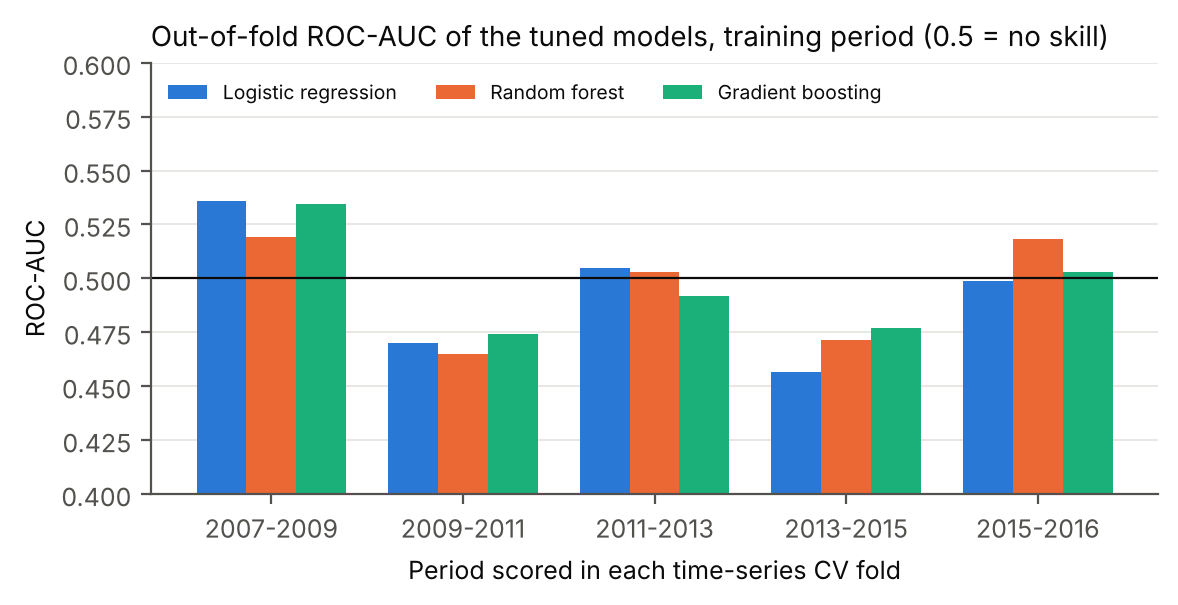 Out-of-fold ROC-AUC of the tuned models, training period (0.5 = no skill)
Logistic regression
Random forest
Gradient boosting
ROC-AUC
0.600
0.575
0.550
0.525
0.500
0.475
0.450
0.425
0.400
2007-2009
2009-2011
2011-2013
2013-2015
2015-2016
Period scored in each time-series CV fold